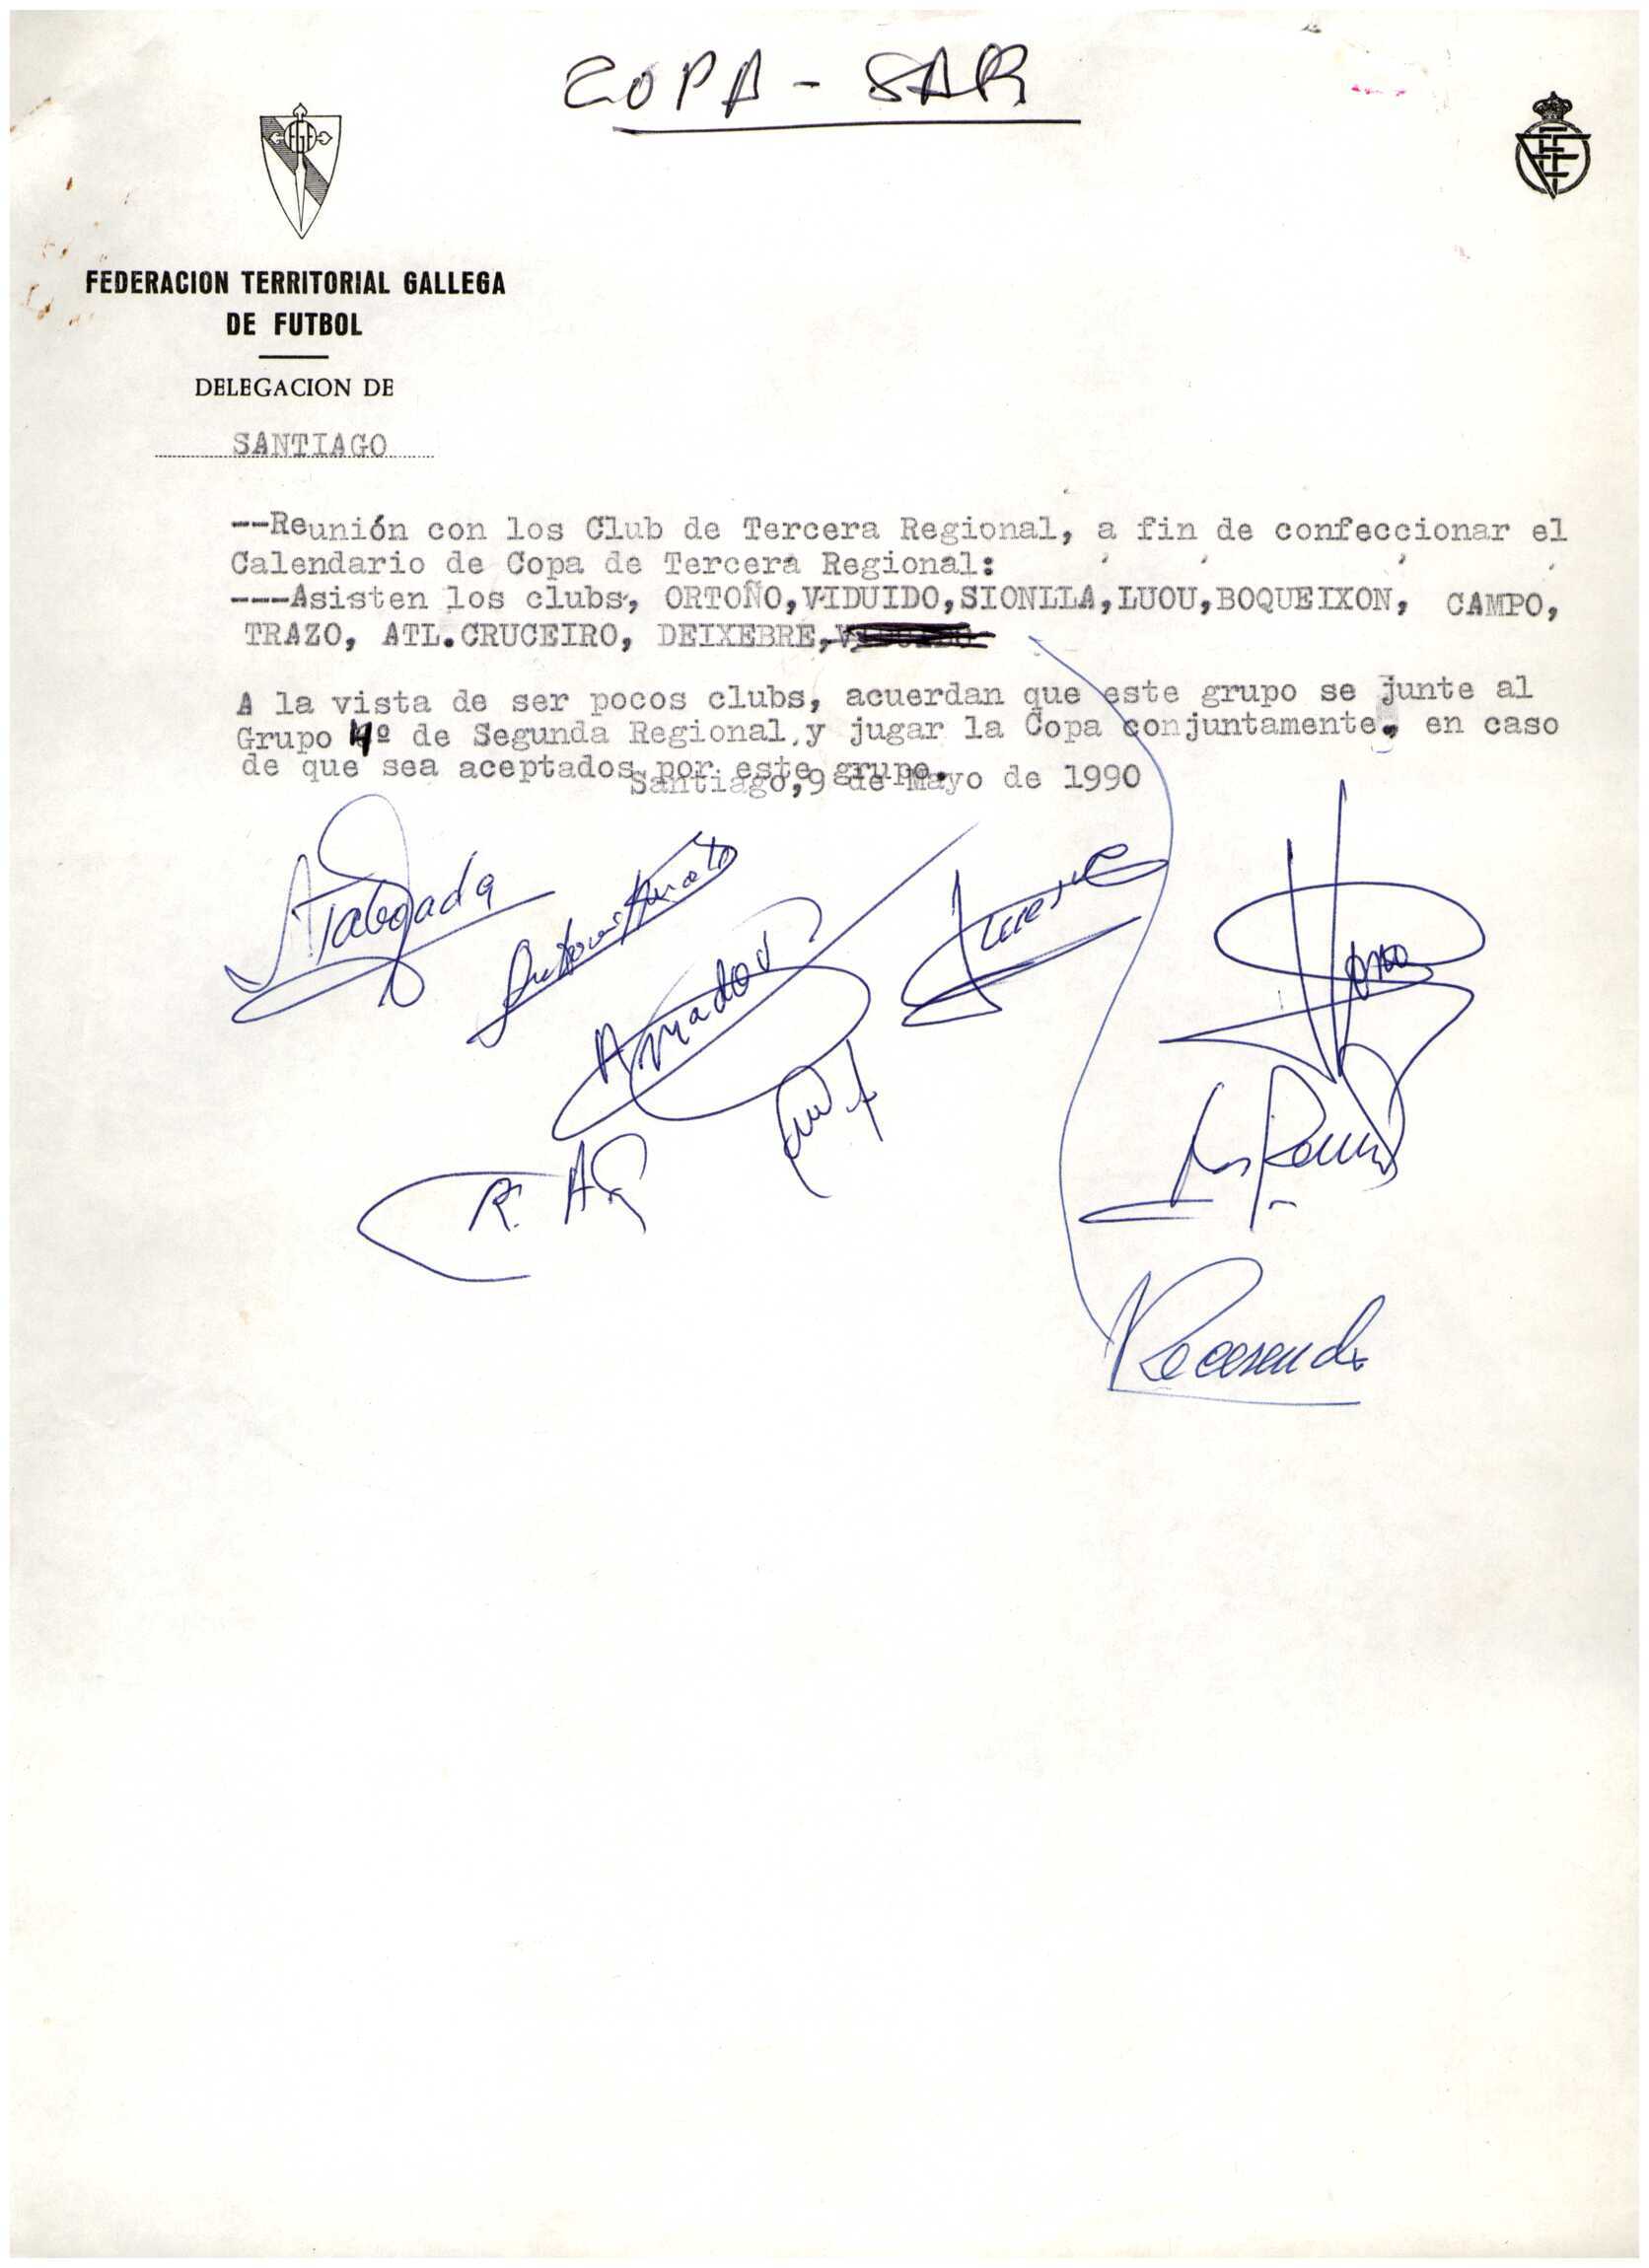 COPA - SAR
FGF
FEDERACION TERRITORIAL GALLEGA
DE FUTBOL
DELEGACION DE
SANTIAGO
--Reunión con los Club de Tercera Regional, a fin de confeccionar el
Calendario de Copa de Tercera Regional:
---Asisten los clubs, ORTOÑO,VIDUIDO,SIONLLA,LUOU,BOQUEIXON, CAMPO,
TRAZO, ATL.CRUCEIRO, DEIXEBRE,
A la vista de ser pocos clubs, acuerdan que este grupo se junte al
Grupo 4º de Segunda Regional,y jugar la Copa conjuntamente, en caso
de que sea aceptados por este grupo.
Santiago,9 de Mayo de 1990
Taboada
Amador
R.